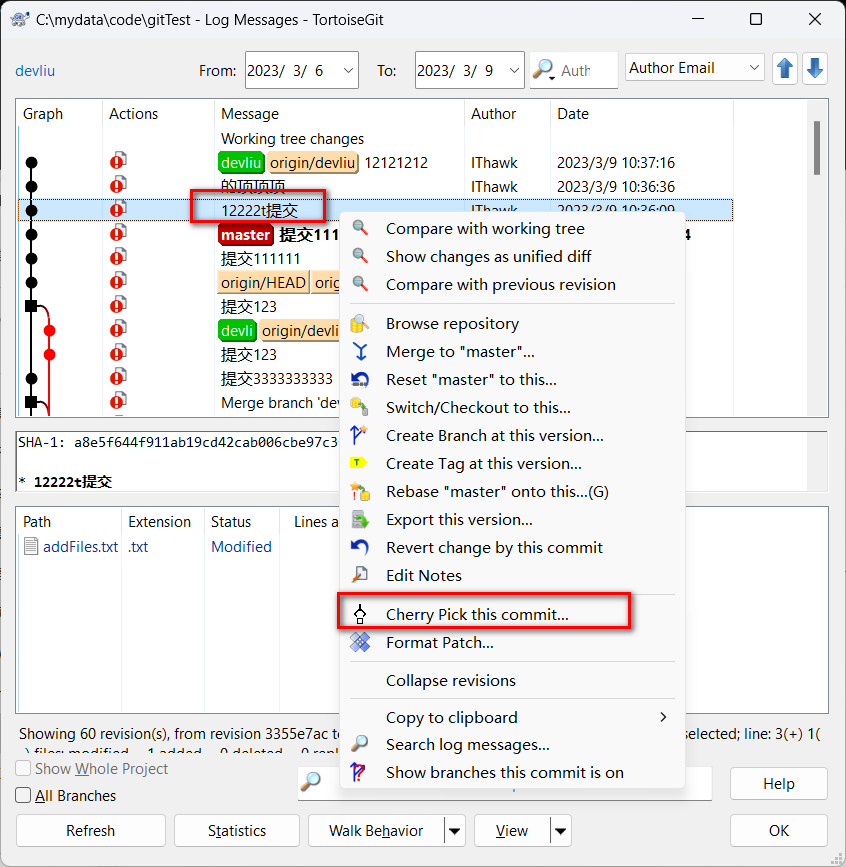 C:\mydata\code\gitTest - Log Messages - TortoiseGit
devliu From: 2023/ 3/ 6 To: 2023/ 3/ 9 Auth Author Email
Graph Actions Message Author Date
Working tree changes
devliu origin/devliu 12121212 IThawk 2023/3/9 10:37:16
的顶顶顶 IThawk 2023/3/9 10:36:36
12222t提交 IThawk 2023/3/9 10:36:09
master 提交111 4
提交111111
origin/HEAD orig
提交123
devli origin/devli
提交123
提交3333333333
Merge branch 'dev
Compare with working tree
Show changes as unified diff
Compare with previous revision
Browse repository
Merge to "master"...
Reset "master" to this...
Switch/Checkout to this...
Create Branch at this version...
Create Tag at this version...
Rebase "master" onto this...(G)
Export this version...
Revert change by this commit
Edit Notes
Cherry Pick this commit...
Format Patch...
Collapse revisions
Copy to clipboard
Search log messages...
Show branches this commit is on
SHA-1: a8e5f644f911ab19cd42cab006cbe97c3
* 12222t提交
Path Extension Status Lines a
addFiles.txt .txt Modified
Showing 60 revision(s), from revision 3355e7ac to selected; line: 3(+) 1(
-) files: modified = 1 added = 0 deleted = 0 repl
Show Whole Project
All Branches
Help
Refresh Statistics Walk Behavior View OK